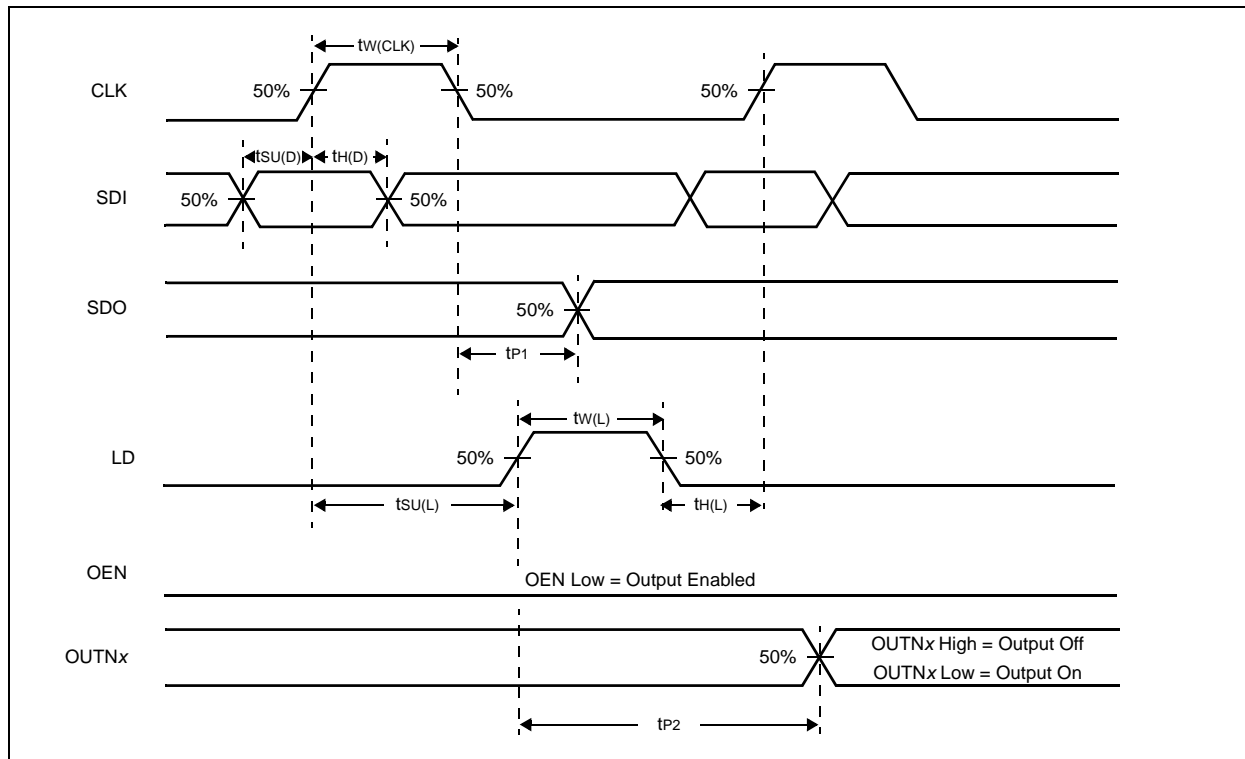 tW(CLK)
CLK 50% 50% 50%
tSU(D) tH(D)
SDI 50% 50%
SDO 50%
tP1
tW(L)
LD 50% 50%
tSU(L) tH(L)
OEN
OEN Low = Output Enabled
OUTNx 50% OUTNx High = Output Off
OUTNx Low = Output On
tP2